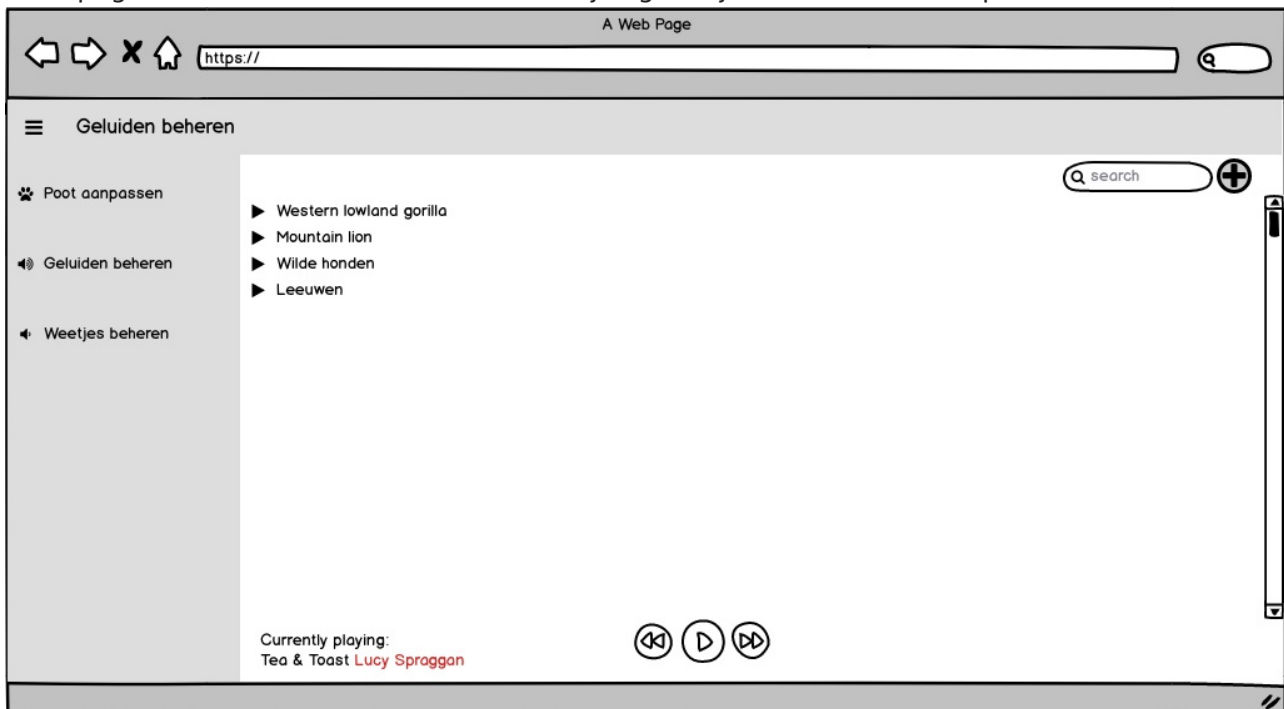 A Web Page
https://
Geluiden beheren
search
Poot aanpassen
Geluiden beheren
Weetjes beheren
Western lowland gorilla
Mountain lion
Wilde honden
Leeuwen
Currently playing:
Tea & Toast Lucy Spraggan